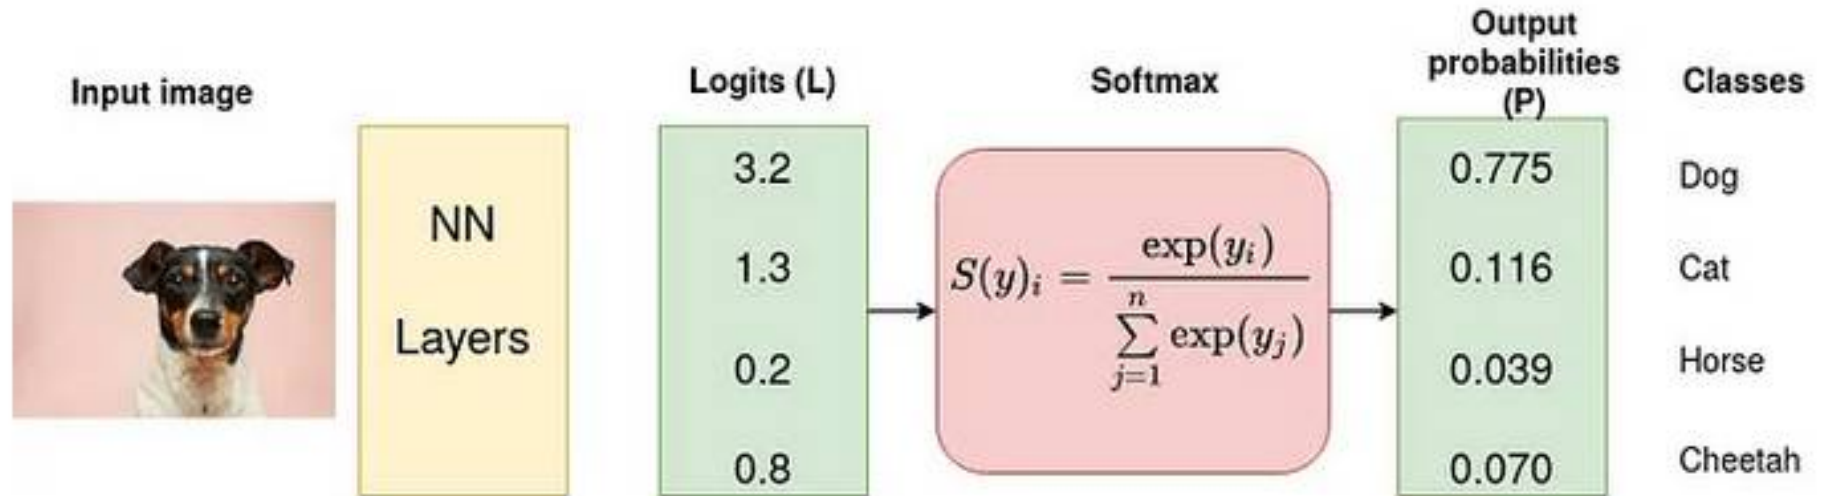 Input image
NN
Layers
Logits (L)
3.2
1.3
0.2
0.8
Softmax
S(y)_i = exp(y_i) / n∑j=1 exp(y_j)
Output
probabilities
(P)
0.775
0.116
0.039
0.070
Classes
Dog
Cat
Horse
Cheetah